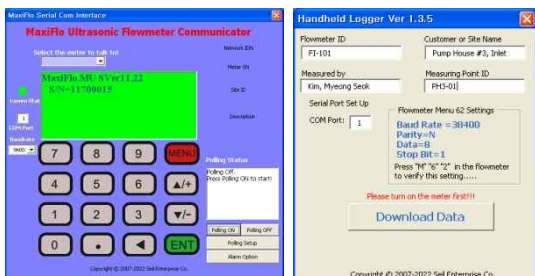 MaxiFlo Serial Com Interface
MaxiFlo Ultrasonic Flowmeter Communicator
Select the meter to talk to!
Network IDN
Meter SN
Site ID
Description
MaxiFlo.MU SVer11.22
S/N=11700015
COM Port
1
Baudrate
9600
7
8
9
MENU
4
5
6
▲/+
1
2
3
▼/-
0
.
◀
ENT
Polling Status
Polling Off.
Press Polling ON to start!
Polling ON
Polling OFF
Polling Setup
Alarm Option
Copyright © 2007-2022 Seil Enterprise Co.
Handheld Logger Ver 1.3.5
Flowmeter ID
Customer or Site Name
FI-101
Pump House #3, Inlet
Measured by
Measuring Point ID
Kim, Myeong Seok
PH3-01
Serial Port Set Up
COM Port: 1
Flowmeter Menu 62 Settings
Baud Rate =38400
Parity=N
Data=8
Stop Bit=1
Press "M" "6" "2" in the flowmeter
to verify this setting.....
Please turn on the meter first!!!
Download Data
Copyright © 2007-2022 Seil Enterprise Co.